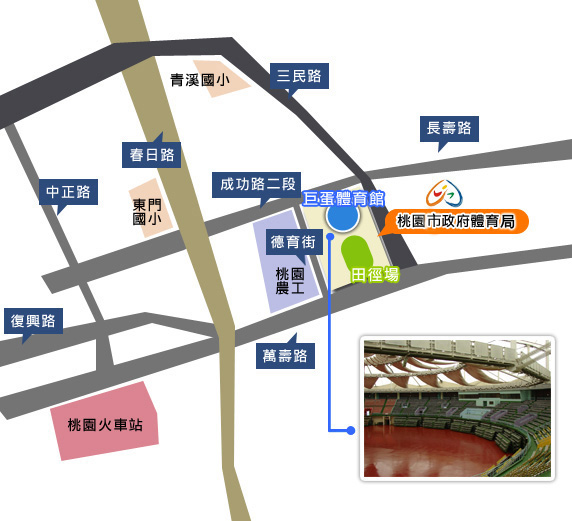 青溪國小
三民路
長壽路
春日路
中正路
成功路二段
東門
國小
巨蛋體育館
桃園市政府體育局
德育街
桃園
農工
田徑場
復興路
萬壽路
桃園火車站